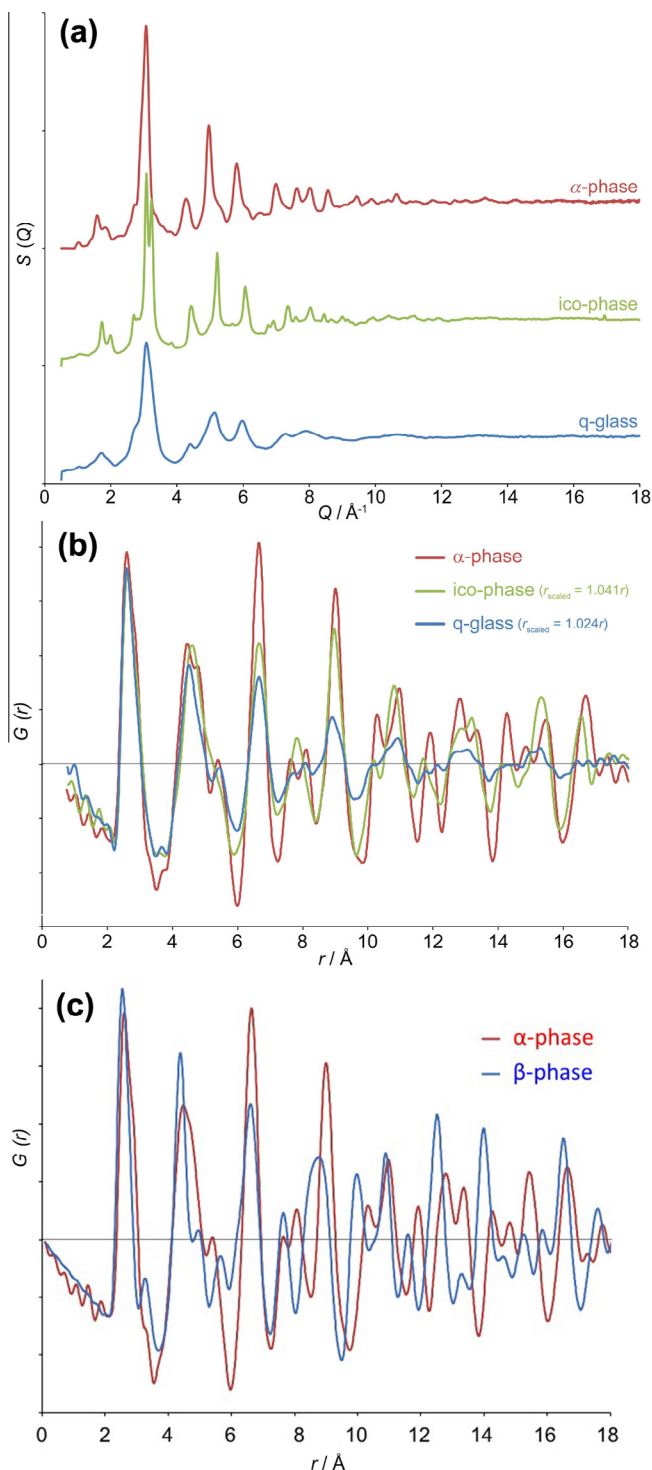 (a)
α-phase
ico-phase
q-glass
S (Q)
0 2 4 6 8 10 12 14 16 18
Q / Å-1
(b)
α-phase
ico-phase (rscaled = 1.041r)
q-glass (rscaled = 1.024r)
G (r)
0 2 4 6 8 10 12 14 16 18
r / Å
(c)
α-phase
β-phase
G (r)
0 2 4 6 8 10 12 14 16 18
r / Å